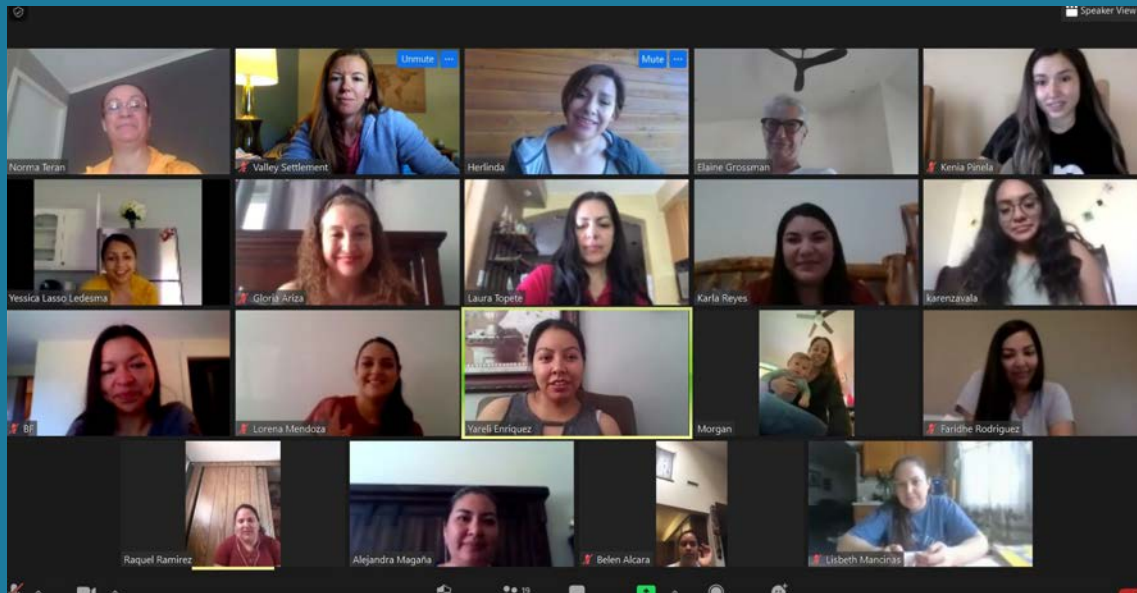 Speaker View
Unmute
Mute
Norma Teran
Valley Settlement
Herlinda
Elaine Grossman
Kenia Pinela
Yessica Lasso Ledesma
Gloria Ariza
Laura Topete
Karla Reyes
karenzavala
BF
Lorena Mendoza
Yareli Enriquez
Morgan
Faridhe Rodriguez
Raquel Ramirez
Alejandra Magaña
Belen Alcara
Lisbeth Mancinas
19